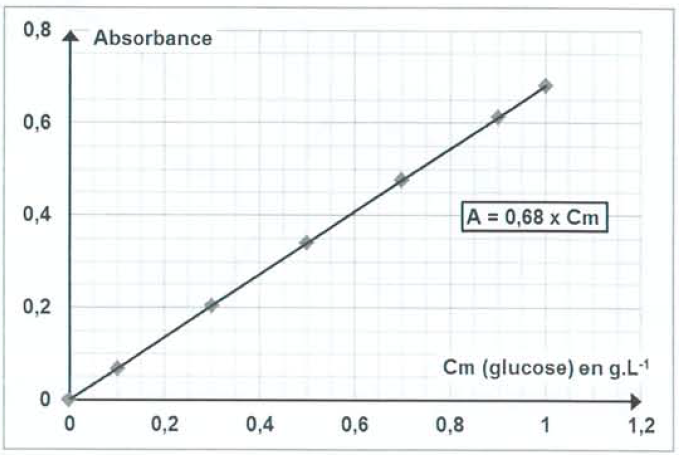 0,8
Absorbance
0,6
0,4
A = 0,68 x Cm
0,2
Cm (glucose) en g.L⁻¹
0
0 0,2 0,4 0,6 0,8 1 1,2